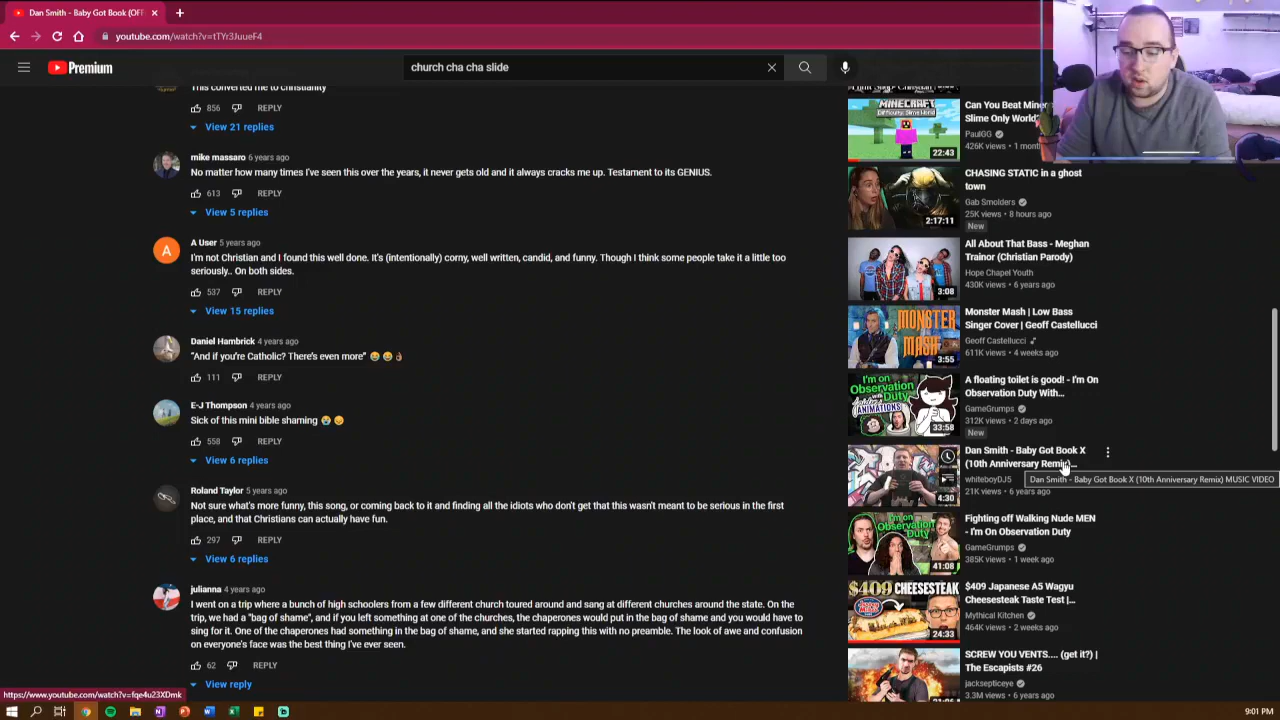 Dan Smith - Baby Got Book (OF
youtube.com/watch?v=tTYr3JuueF4
Premium
church cha cha slide
This converted me to christianity
856 REPLY
View 21 replies
mike massaro 6 years ago
No matter how many times I've seen this over the years, it never gets old and it always cracks me up. Testament to its GENIUS.
613 REPLY
View 5 replies
A
A User 5 years ago
I'm not Christian and I found this well done. It's (intentionally) corny, well written, candid, and funny. Though I think some people take it a little too
seriously.. On both sides.
537 REPLY
View 15 replies
Daniel Hambrick 4 years ago
“And if you're Catholic? There's even more” 😂😂👌
111 REPLY
E-J Thompson 4 years ago
Sick of this mini bible shaming 😂😊
558 REPLY
View 6 replies
Roland Taylor 5 years ago
Not sure what's more funny, this song, or coming back to it and finding all the idiots who don't get that this wasn't meant to be serious in the first
place, and that Christians can actually have fun.
297 REPLY
View 6 replies
julianna 4 years ago
I went on a trip where a bunch of high schoolers from a few different church toured around and sang at different churches around the state. On the
trip, we had a "bag of shame", and if you left something at one of the churches, the chaperones would put in the bag of shame and you would have to
sing for it. One of the chaperones had something in the bag of shame, and she started rapping this with no preamble. The look of awe and confusion
on everyone's face was the best thing I've ever seen.
62 REPLY
View reply
MINECRAFT
22:43
Can You Beat Mine
Slime Only World
PaulGG
426K views • 1 mont
2:17:11
CHASING STATIC in a ghost
town
Gab Smolders
25K views • 8 hours ago
New
3:08
All About That Bass - Meghan
Trainor (Christian Parody)
Hope Chapel Youth
430K views • 6 years ago
MONSTER
MASH
3:55
Monster Mash | Low Bass
Singer Cover | Geoff Castellucci
Geoff Castellucci
611K views • 4 weeks ago
I'm on
Observation
Duty
33:58
A floating toilet is good! - I'm On
Observation Duty With...
GameGrumps
312K views • 2 days ago
New
4:30
Dan Smith - Baby Got Book X
(10th Anniversary Remix)...
whiteboyDJ5
Dan Smith - Baby Got Book X (10th Anniversary Remix) MUSIC VIDEO
21K views • 6 years ago
I'm on
Observation
Duty
41:08
Fighting off Walking Nude MEN
- I'm On Observation Duty
GameGrumps
385K views • 1 week ago
$409
CHEESESTEAK
24:33
$409 Japanese A5 Wagyu
Cheesesteak Taste Test |...
Mythical Kitchen
464K views • 2 weeks ago
SCREW YOU VENTS.... (get it?) |
The Escapists #26
jacksepticeye
3.3M views • 6 years ago
https://www.youtube.com/watch?v=fqe4u23XDmk
9:01 PM